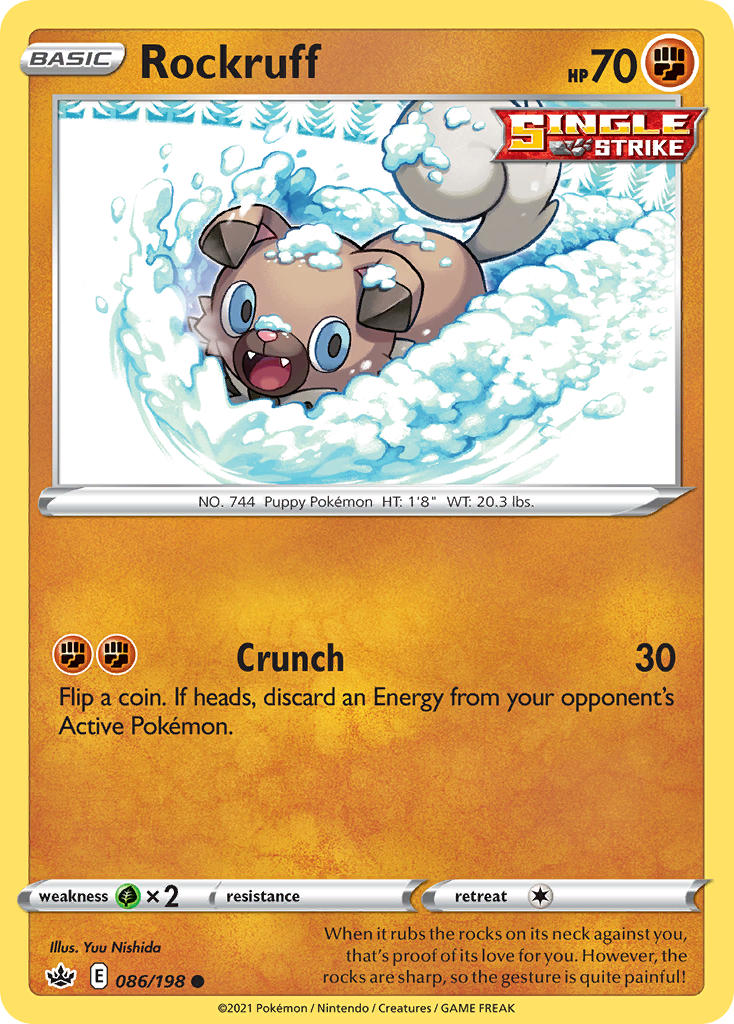 BASIC
Rockruff
HP70
SINGLE
STRIKE
NO. 744 Puppy Pokémon HT: 1'8" WT: 20.3 lbs.
Crunch 30
Flip a coin. If heads, discard an Energy from your opponent's
Active Pokémon.
weakness ×2 resistance retreat
Illus. Yuu Nishida
When it rubs the rocks on its neck against you,
that's proof of its love for you. However, the
rocks are sharp, so the gesture is quite painful!
E 086/198
©2021 Pokémon / Nintendo / Creatures / GAME FREAK